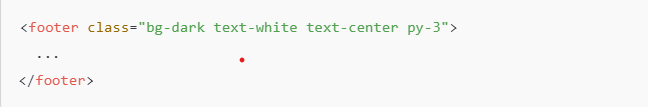 <footer class="bg-dark text-white text-center py-3">
...
</footer>